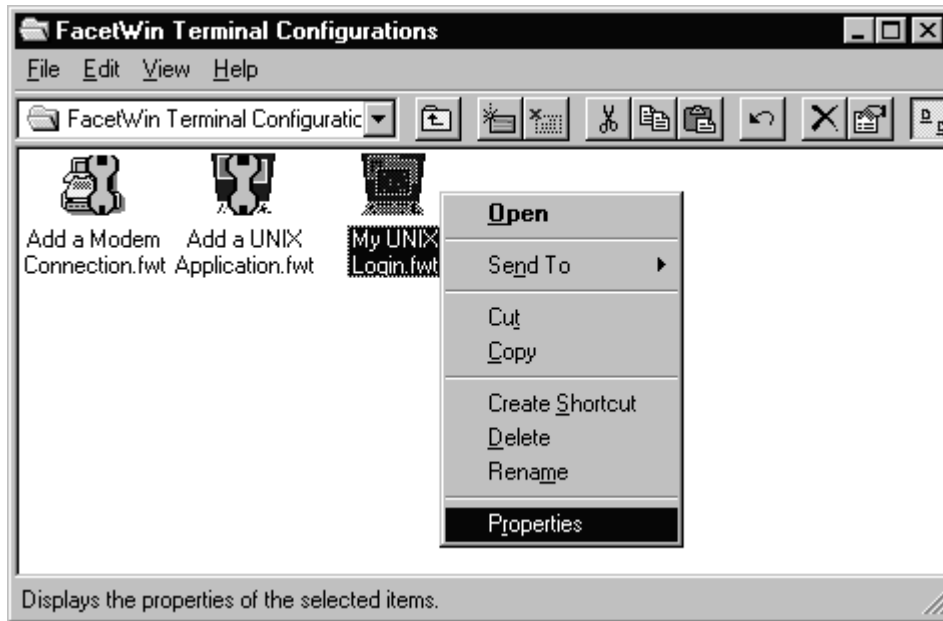 FacetWin Terminal Configurations
File Edit View Help
FacetWin Terminal Configuratic
Add a Modem Connection.fwt
Add a UNIX Application.fwt
My UNIX Login.fwt
Open
Send To
Cut
Copy
Create Shortcut
Delete
Rename
Properties
Displays the properties of the selected items.